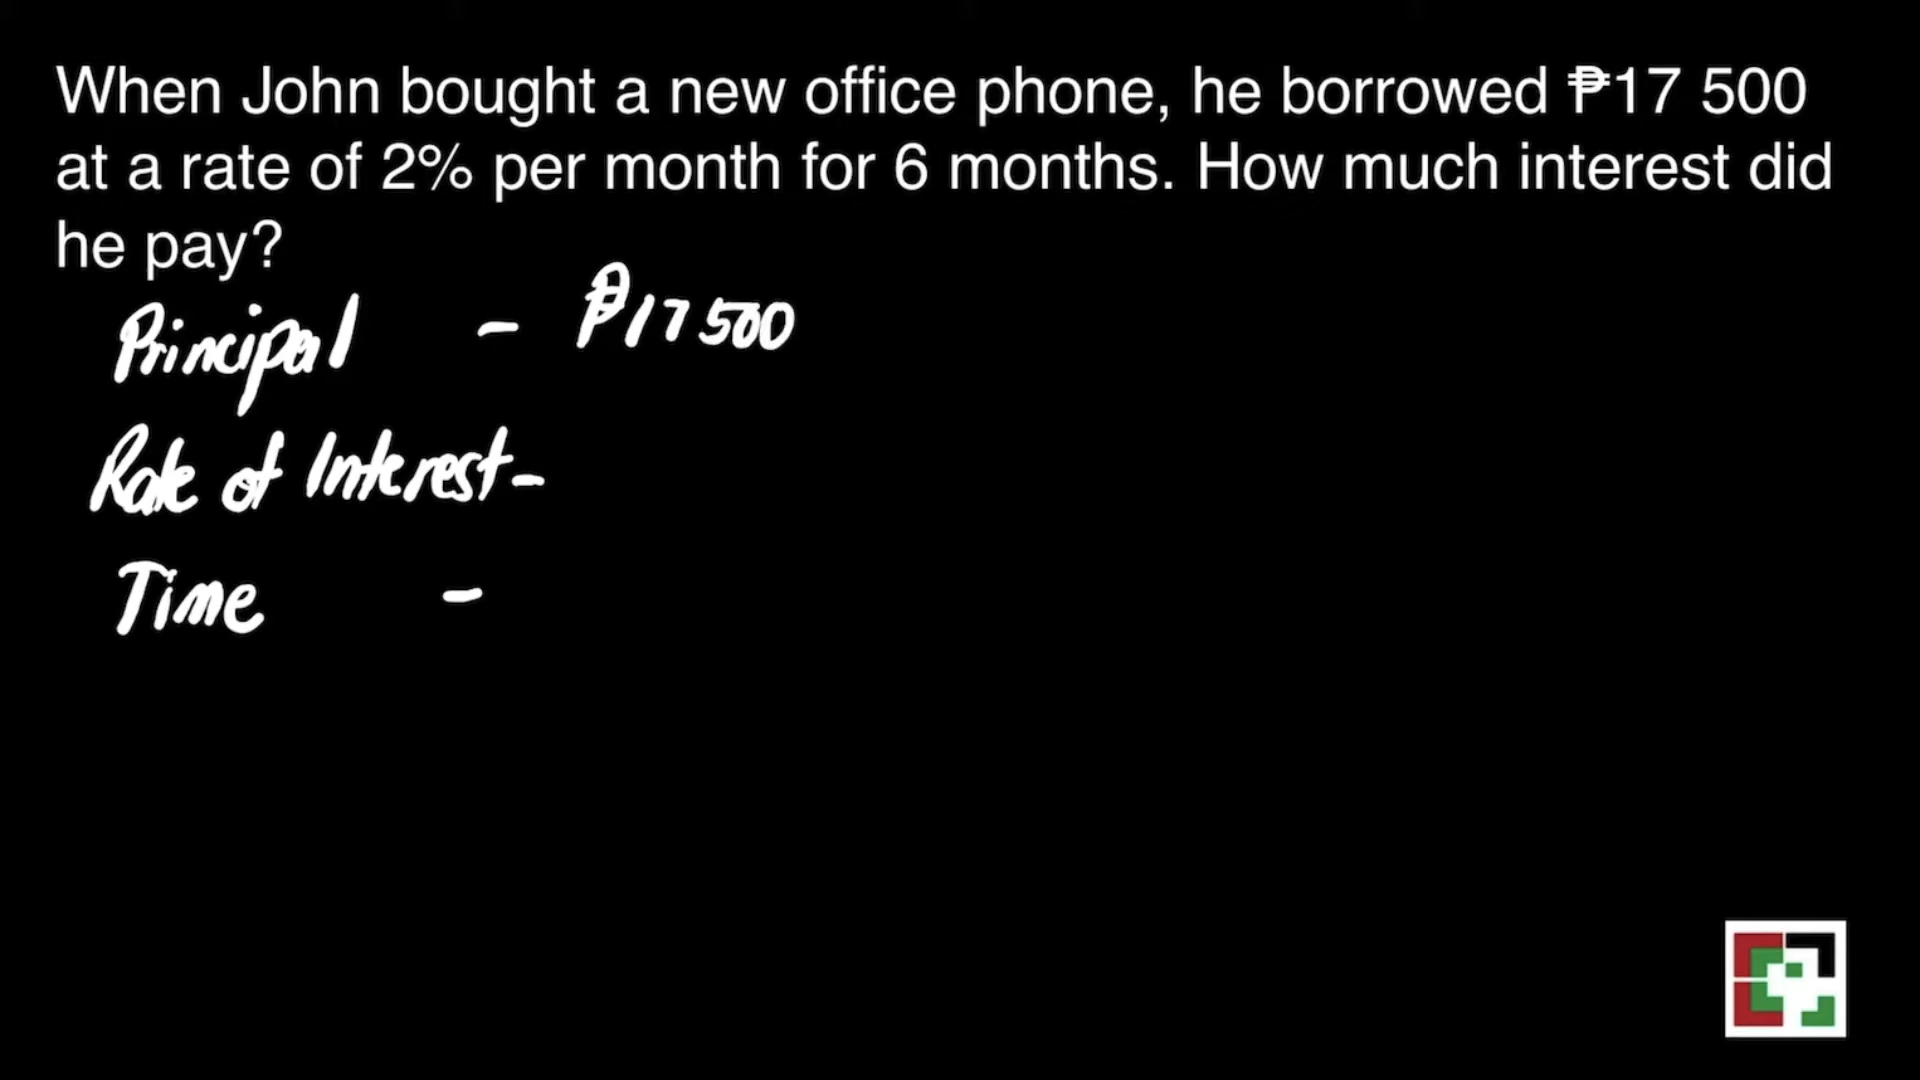 When John bought a new office phone, he borrowed ₱17 500
at a rate of 2% per month for 6 months. How much interest did
he pay?
Principal - ₱17 500
Rate of Interest -
Time -